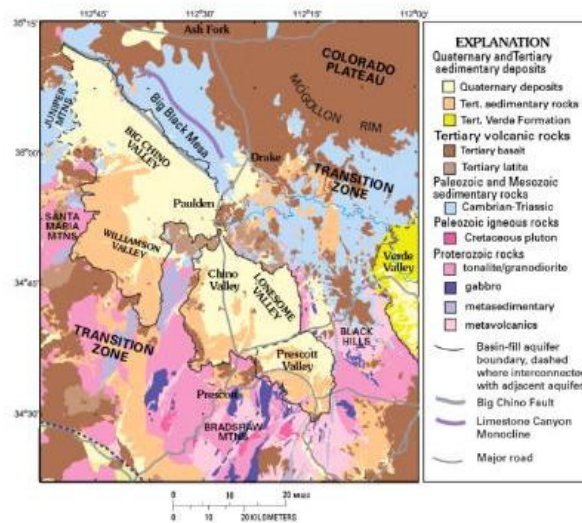 112°45'
112°30'
112°15'
112°00'
35°15'
Ash Fork
COLORADO
PLATEAU
MOGOLLON RIM
JUNIPER MTNS
Big Black Mesa
BIG CHINO
VALLEY
35°00'
Drake
TRANSITION
ZONE
Paulden
SANTA
MARIA
MTNS
WILLIAMSON
VALLEY
Verde
Valley
Chino
Valley
LONESOME
VALLEY
34°45'
TRANSITION
ZONE
BLACK
HILLS
Prescott
Valley
Prescott
34°30'
BRADSHAW
MTNS
0 10 20 MILES
0 10 20 KILOMETERS
EXPLANATION
Quaternary and Tertiary
sedimentary deposits
Quaternary deposits
Tert. sedimentary rocks
Tert. Verde Formation
Tertiary volcanic rocks
Tertiary basalt
Tertiary latite
Paleozoic and Mesozoic
sedimentary rocks
Cambrian-Triassic
Paleozoic igneous rocks
Cretaceous pluton
Proterozoic rocks
tonalite/granodiorite
gabbro
metasedimentary
metavolcanics
Basin-fill aquifer
boundary, dashed
where interconnected
with adjacent aquifer
Big Chino Fault
Limestone Canyon
Monocline
Major road